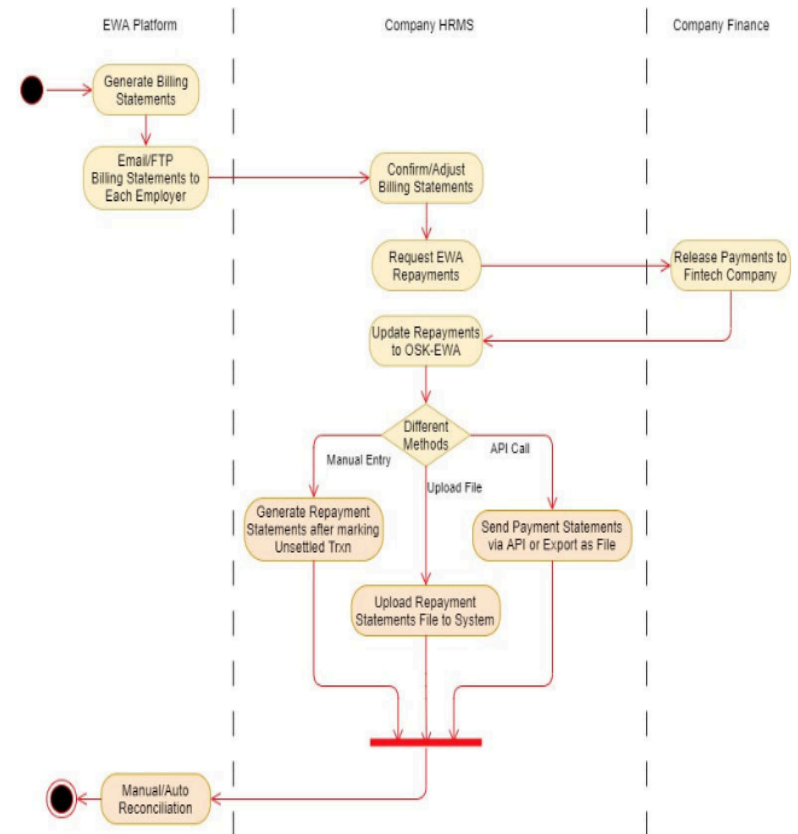 EWA Platform
Company HRMS
Company Finance
Generate Billing
Statements
Email/FTP
Billing Statements to
Each Employer
Confirm/Adjust
Billing Statements
Request EWA
Repayments
Release Payments to
Fintech Company
Update Repayments
to OSK-EWA
Different
Methods
Manual Entry
Upload File
API Call
Generate Repayment
Statements after marking
Unsettled Trxn
Send Payment Statements
via API or Export as File
Upload Repayment
Statements File to System
Manual/Auto
Reconciliation